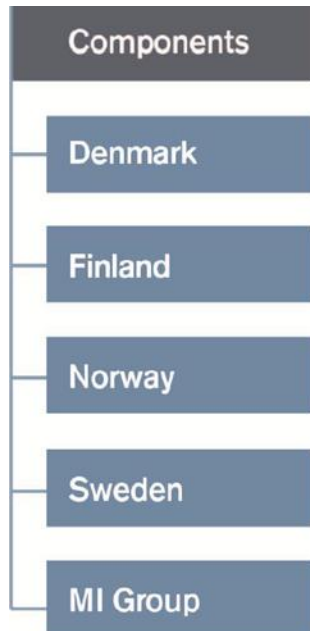 Components
Denmark
Finland
Norway
Sweden
MI Group